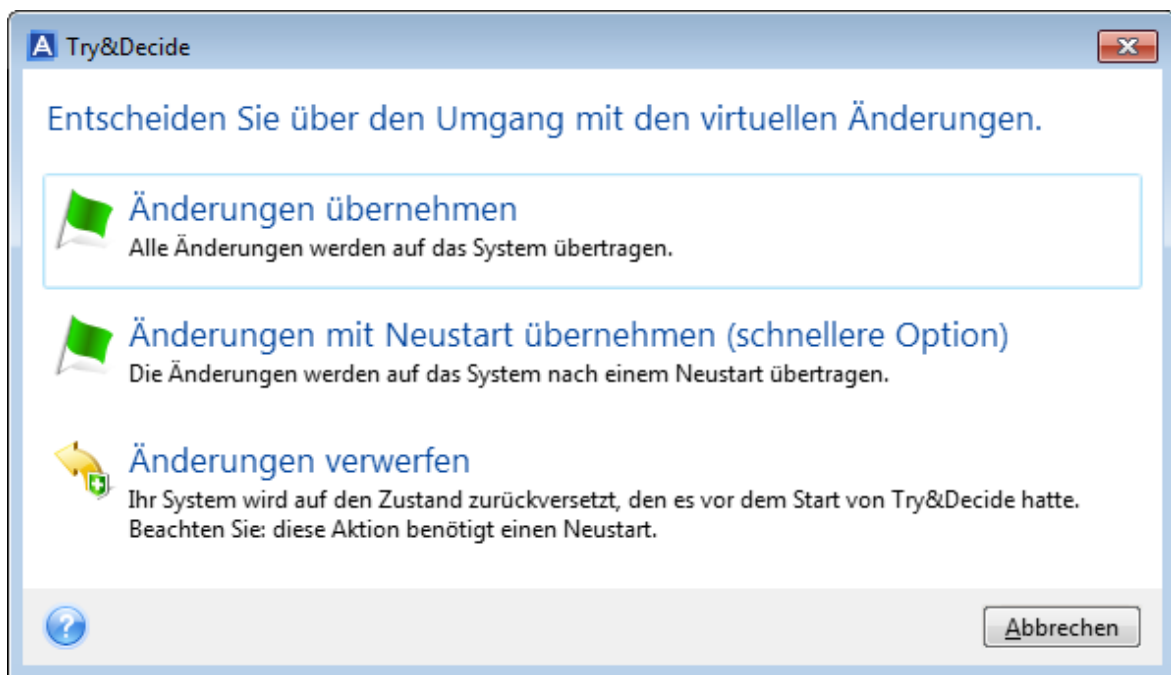 A Try&Decide
Entscheiden Sie über den Umgang mit den virtuellen Änderungen.
Änderungen übernehmen
Alle Änderungen werden auf das System übertragen.
Änderungen mit Neustart übernehmen (schnellere Option)
Die Änderungen werden auf das System nach einem Neustart übertragen.
Änderungen verwerfen
Ihr System wird auf den Zustand zurückversetzt, den es vor dem Start von Try&Decide hatte.
Beachten Sie: diese Aktion benötigt einen Neustart.
? Abbrechen